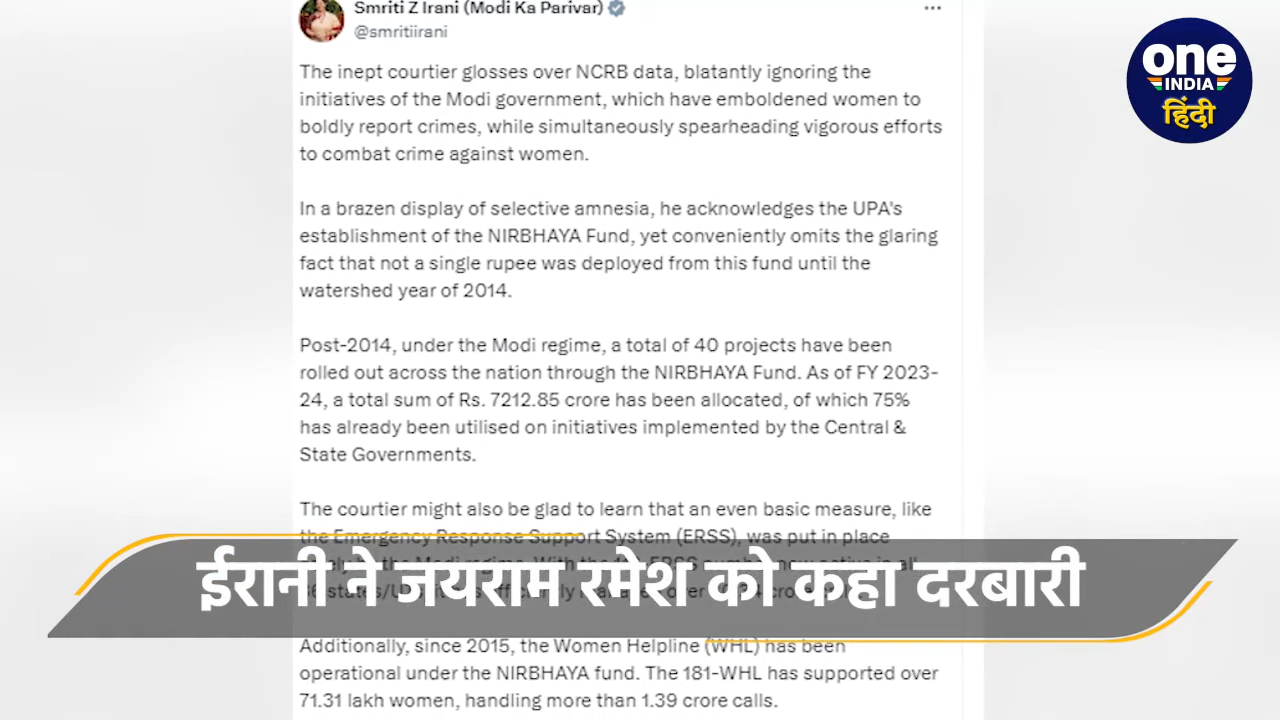 Smriti Z Irani (Modi Ka Parivar)
@smritiirani
one
INDIA
हिंदी
The inept courtier glosses over NCRB data, blatantly ignoring the
initiatives of the Modi government, which have emboldened women to
boldly report crimes, while simultaneously spearheading vigorous efforts
to combat crime against women.
In a brazen display of selective amnesia, he acknowledges the UPA's
establishment of the NIRBHAYA Fund, yet conveniently omits the glaring
fact that not a single rupee was deployed from this fund until the
watershed year of 2014.
Post-2014, under the Modi regime, a total of 40 projects have been
rolled out across the nation through the NIRBHAYA Fund. As of FY 2023-
24, a total sum of Rs. 7212.85 crore has been allocated, of which 75%
has already been utilised on initiatives implemented by the Central &
State Governments.
The courtier might also be glad to learn that an even basic measure, like
the Emergency Response Support System (ERSS), was put in place
ईरानी ने जयराम रमेश को कहा दरबारी
Additionally, since 2015, the Women Helpline (WHL) has been
operational under the NIRBHAYA fund. The 181-WHL has supported over
71.31 lakh women, handling more than 1.39 crore calls.